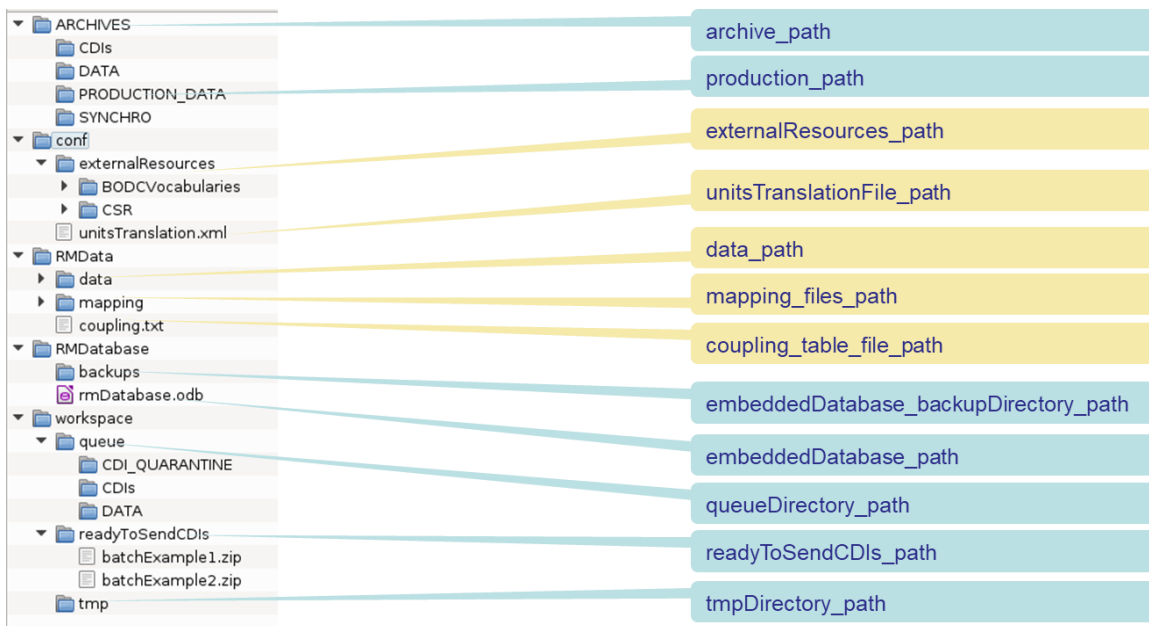 ARCHIVES
CDIs
DATA
PRODUCTION_DATA
SYNCHRO
conf
externalResources
BODCVocabularies
CSR
unitsTranslation.xml
RMData
data
mapping
coupling.txt
RMDatabase
backups
rmDatabase.odb
workspace
queue
CDI_QUARANTINE
CDIs
DATA
readyToSendCDIs
batchExample1.zip
batchExample2.zip
tmp
archive_path
production_path
externalResources_path
unitsTranslationFile_path
data_path
mapping_files_path
coupling_table_file_path
embeddedDatabase_backupDirectory_path
embeddedDatabase_path
queueDirectory_path
readyToSendCDIs_path
tmpDirectory_path